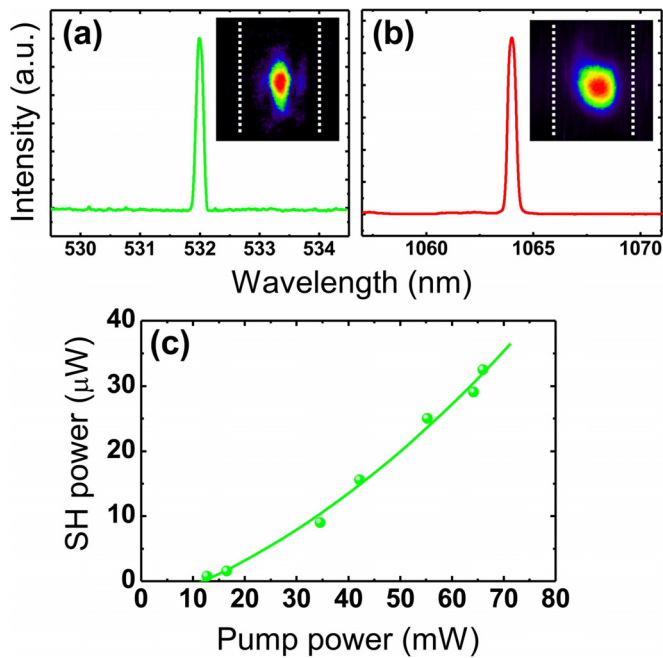 (a)
(b)
Intensity (a.u.)
530 531 532 533 534
1060 1065 1070
Wavelength (nm)
(c)
SH power (μW)
40
30
20
10
0
0 10 20 30 40 50 60 70 80
Pump power (mW)